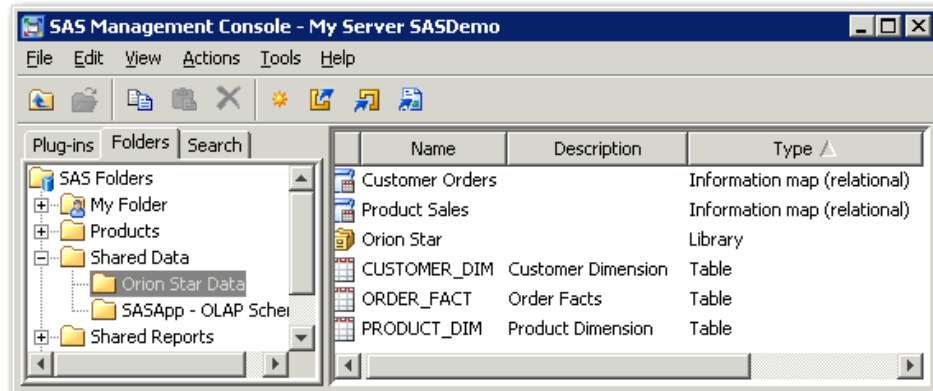 SAS Management Console - My Server SASDemo
File Edit View Actions Tools Help
Plug-ins Folders Search
SAS Folders
My Folder
Products
Shared Data
Orion Star Data
SASApp - OLAP Scher
Shared Reports
Name Description Type
Customer Orders Information map (relational)
Product Sales Information map (relational)
Orion Star Library
CUSTOMER_DIM Customer Dimension Table
ORDER_FACT Order Facts Table
PRODUCT_DIM Product Dimension Table